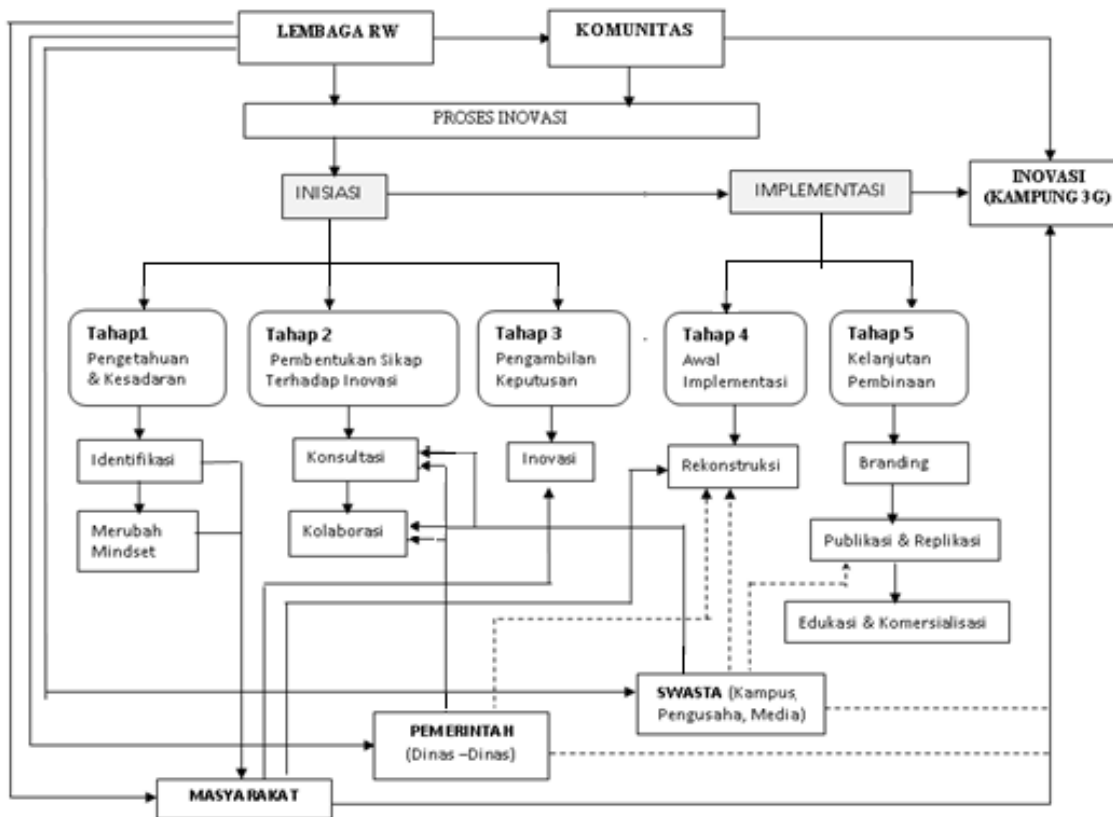 LEMBAGA RW
KOMUNITAS
PROSES INOVASI
INISIASI
IMPLEMENTASI
INOVASI
(KAMPUNG 3G)
Tahap1
Pengetahuan
& Kesadaran
Tahap 2
Pembentukan Sikap
Terhadap Inovasi
Tahap 3
Pengambilan
Keputusan
Tahap 4
Awal
Implementasi
Tahap 5
Kelanjutan
Pembinaan
Identifikasi
Konsultasi
Inovasi
Rekonstruksi
Branding
Merubah
Mindset
Kolaborasi
Publikasi & Replikasi
Edukasi & Komersialisasi
SWASTA (Kampus,
Pengusaha, Media)
PEMERINTAH
(Dinas –Dinas)
MASYARAKAT